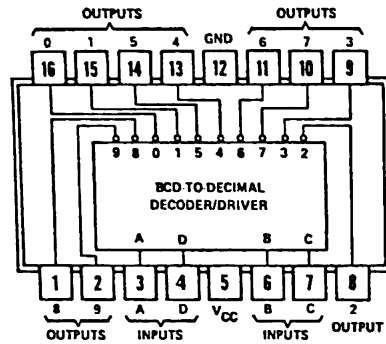 OUTPUTS OUTPUTS
0 1 5 4 GND 6 7 3
16 15 14 13 12 11 10 9
9 8 0 1 5 4 6 7 3 2
BCD-TO-DECIMAL
DECODER/DRIVER
A D B C
1 2 3 4 5 6 7 8
8 9 A D VCC B C 2
OUTPUTS INPUTS INPUTS OUTPUT